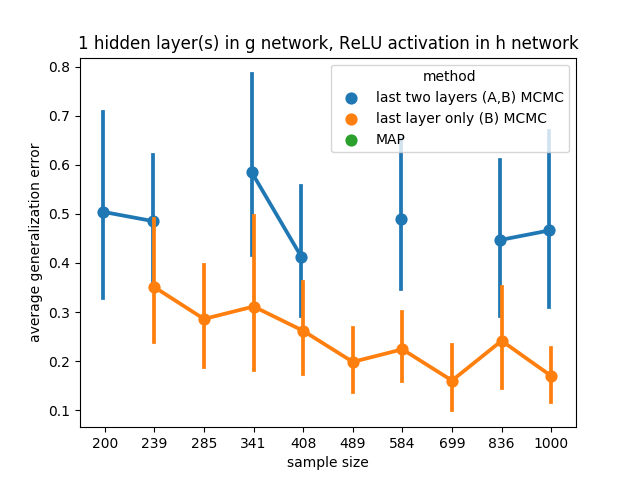 1 hidden layer(s) in g network, ReLU activation in h network
method
last two layers (A,B) MCMC
last layer only (B) MCMC
MAP
average generalization error
0.8
0.7
0.6
0.5
0.4
0.3
0.2
0.1
200 239 285 341 408 489 584 699 836 1000
sample size